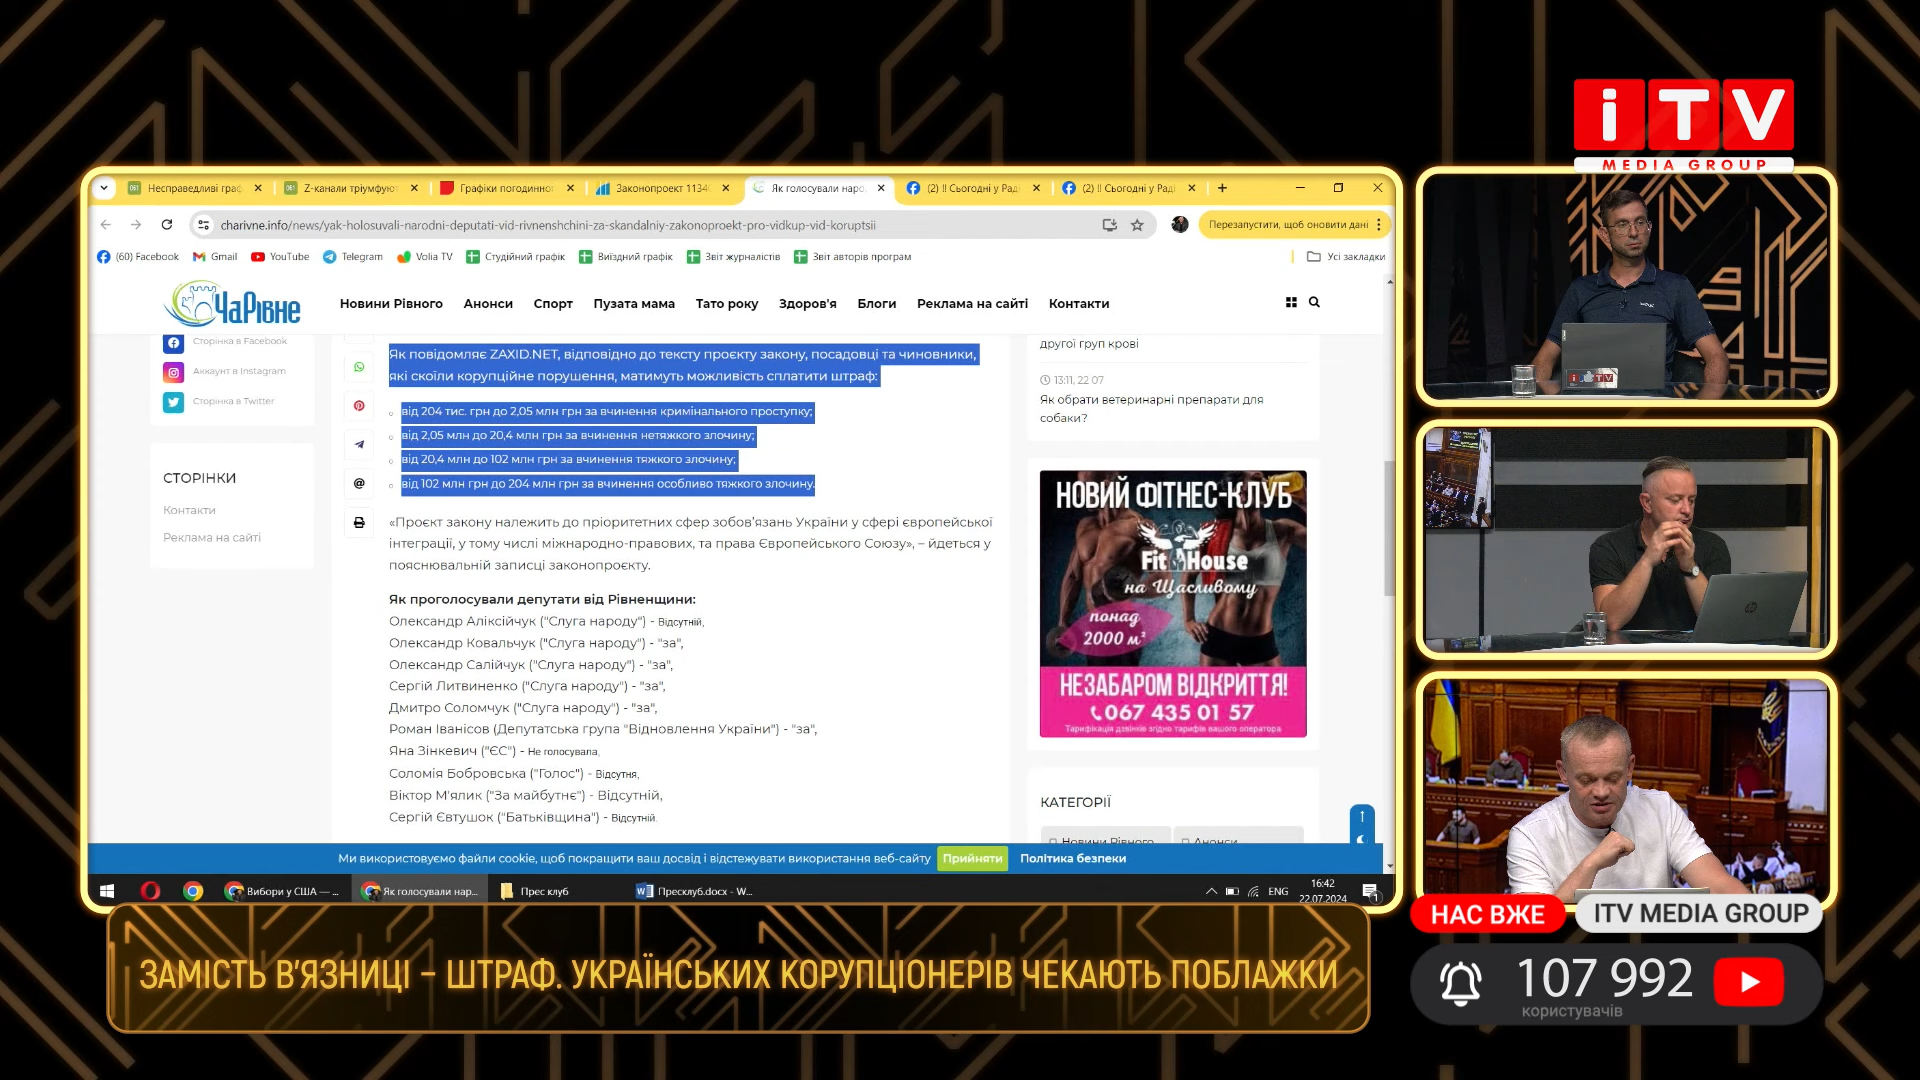 iTV
MEDIA GROUP
Несправедливі граф
Z-канали тріумфуют
Графіки погодинног
Законопроект 1134
Як голосували наро
(2) !! Сьогодні у Рад
(2) !! Сьогодні у Рад
charivne.info/news/yak-holosuvali-narodni-deputati-vid-rivnenshchini-za-skandalniy-zakonoproekt-pro-vidkup-vid-koruptsii
Перезапустити, щоб оновити дані
(60) Facebook
Gmail
YouTube
Telegram
Volia TV
Студійний графік
Виїздний графік
Звіт журналістів
Звіт авторів програм
Усі закладки
ЧаРівне
Новини Рівного
Анонси
Спорт
Пузата мама
Тато року
Здоров'я
Блоги
Реклама на сайті
Контакти
Сторінка в Facebook
Аккаунт в Instagram
Сторінка в Twitter
СТОРІНКИ
Контакти
Реклама на сайті
Як повідомляє ZAXID.NET, відповідно до тексту проєкту закону, посадовці та чиновники,
які скоїли корупційне порушення, матимуть можливість сплатити штраф:
від 204 тис. грн до 2,05 млн грн за вчинення кримінального проступку;
від 2,05 млн до 20,4 млн грн за вчинення нетяжкого злочину;
від 20,4 млн до 102 млн грн за вчинення тяжкого злочину;
від 102 млн грн до 204 млн грн за вчинення особливо тяжкого злочину.
«Проєкт закону належить до пріоритетних сфер зобов’язань України у сфері європейської
інтеграції, у тому числі міжнародно-правових, та права Європейського Союзу», – йдеться у
пояснювальній записці законопроєкту.
Як проголосували депутати від Рівненщини:
Олександр Аліксійчук ("Слуга народу") - Відсутній,
Олександр Ковальчук ("Слуга народу") - "за",
Олександр Салійчук ("Слуга народу") - "за",
Сергій Литвиненко ("Слуга народу") - "за",
Дмитро Соломчук ("Слуга народу") - "за",
Роман Іванісов (Депутатська група "Відновлення України") - "за",
Яна Зінкевич ("ЄС") - Не голосувала,
Соломія Бобровська ("Голос") - Відсутня,
Віктор М'ялик ("За майбутнє") - Відсутній,
Сергій Євтушок ("Батьківщина") - Відсутній.
другої груп крові
13:11, 22 07
Як обрати ветеринарні препарати для
собаки?
НОВИЙ ФІТНЕС-КЛУБ
Fit House
на Щасливому
понад
2000 м²
НЕЗАБАРОМ ВІДКРИТТЯ!
067 435 01 57
Тарифікація дзвінків згідно тарифів вашого оператора
КАТЕГОРІЇ
Новини Рівного
Анонси
Ми використовуємо файли cookie, щоб покращити ваш досвід і відстежувати використання веб-сайту
Прийняти
Політика безпеки
Вибори у США — ...
Як голосували нар...
Прес клуб
Пресклуб.docx - W...
ENG
16:42
22.07.2024
1
ЗАМІСТЬ В'ЯЗНИЦІ – ШТРАФ. УКРАЇНСЬКИХ КОРУПЦІОНЕРІВ ЧЕКАЮТЬ ПОБЛАЖКИ
НАС ВЖЕ
ITV MEDIA GROUP
107 992
користувачів